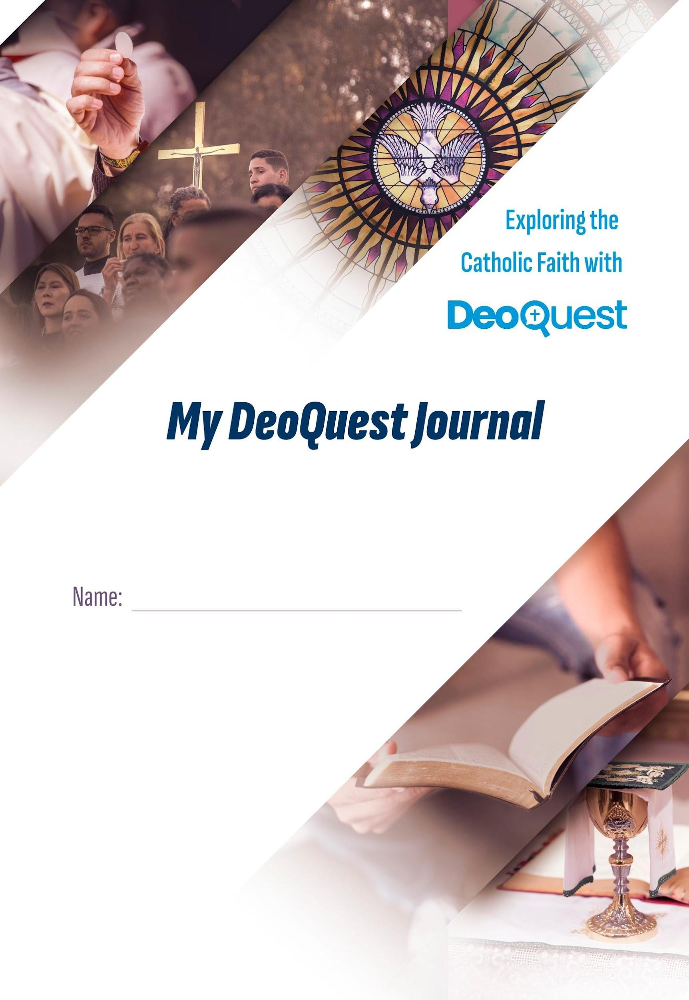 Exploring the
Catholic Faith with
DeoQuest
My DeoQuest Journal
Name: